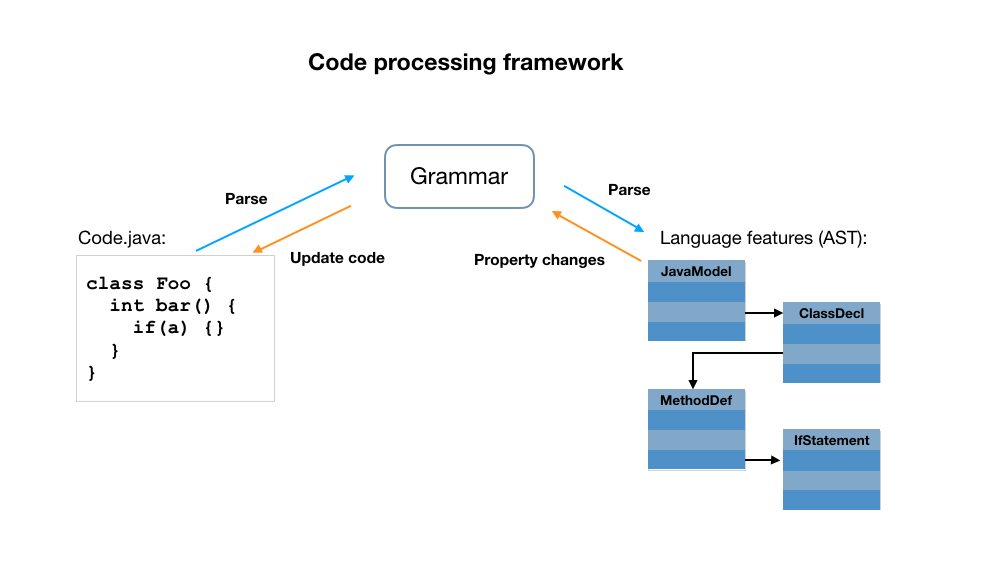 Code processing framework
Grammar
Parse
Parse
Code.java:
Update code
Property changes
Language features (AST):
class Foo {
  int bar() {
    if(a) {}
  }
}
JavaModel
ClassDecl
MethodDef
IfStatement